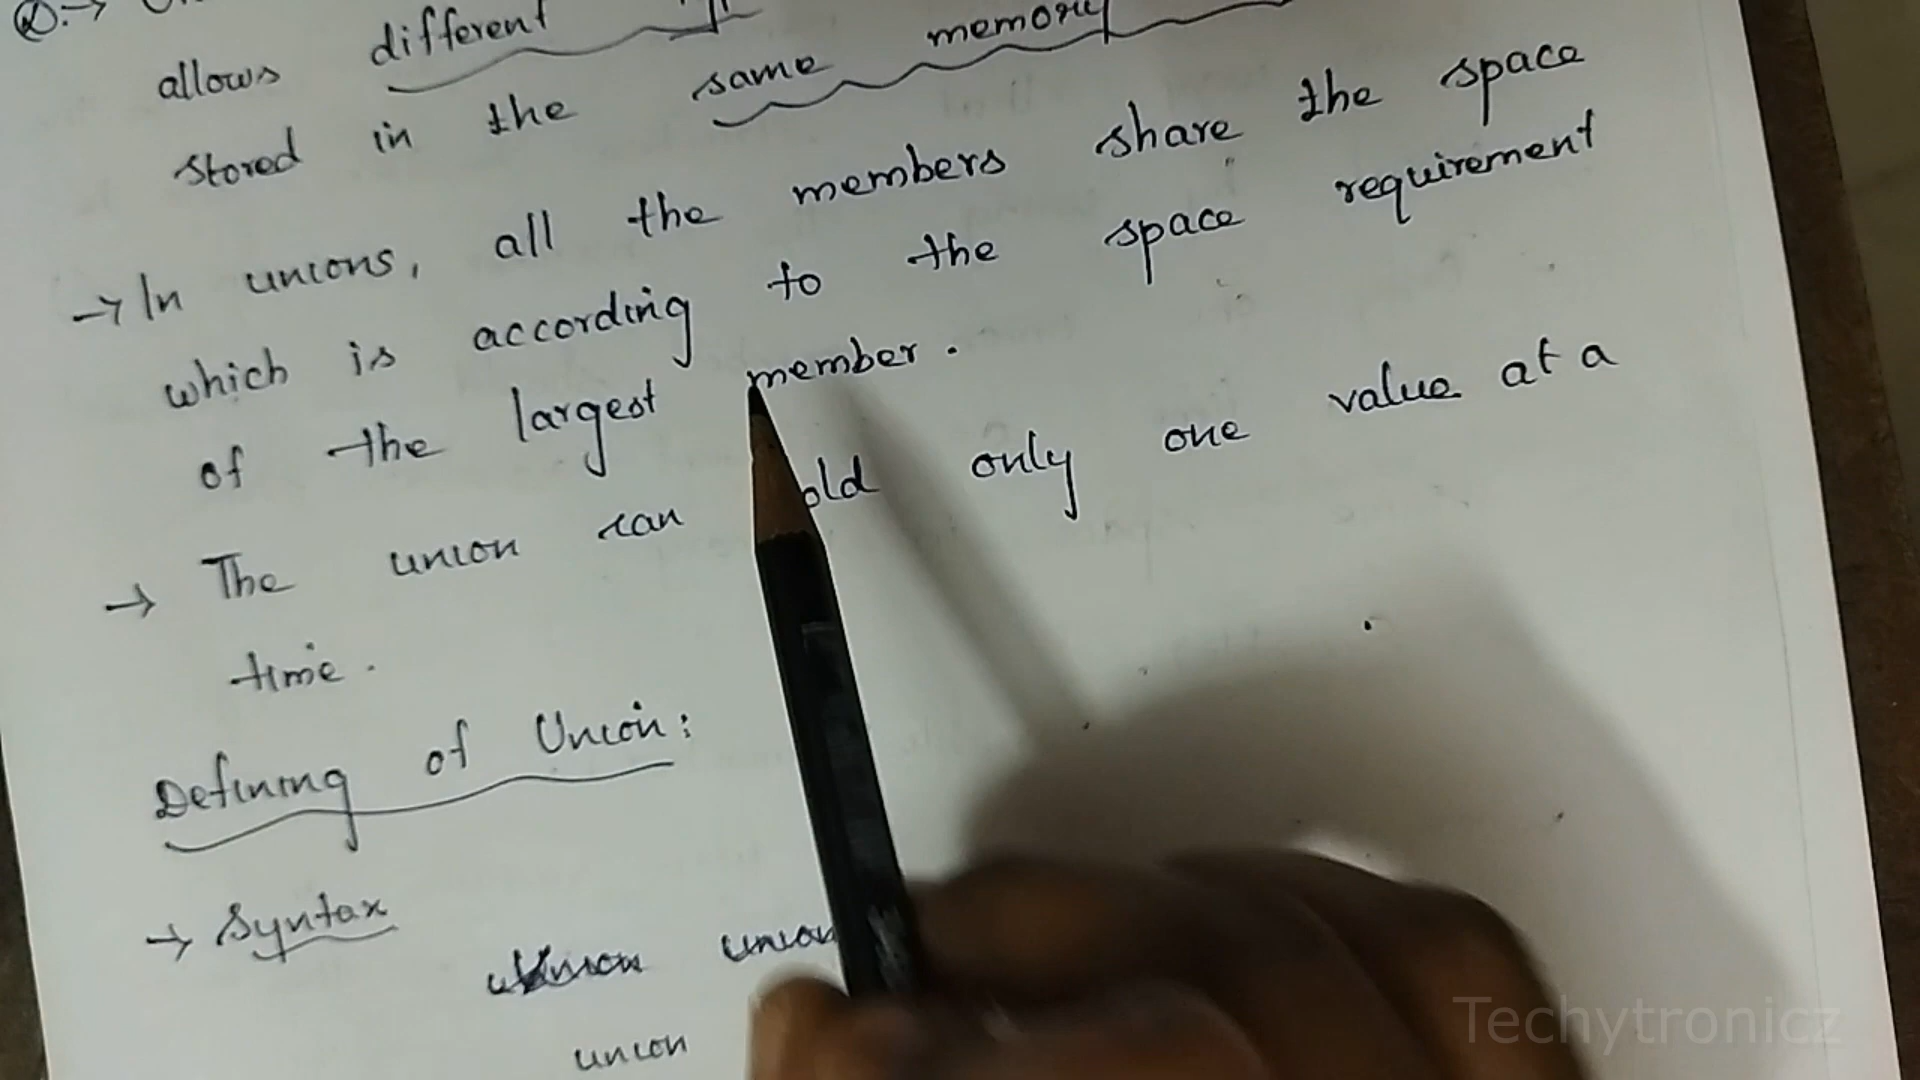 allows different
stored in the same memory
→ In unions, all the members share the space
which is according to the space requirement
of the largest member.
→ The union can old only one value at a
time.
Defining of Union:
→ Syntax
union union
union
Techytronicz